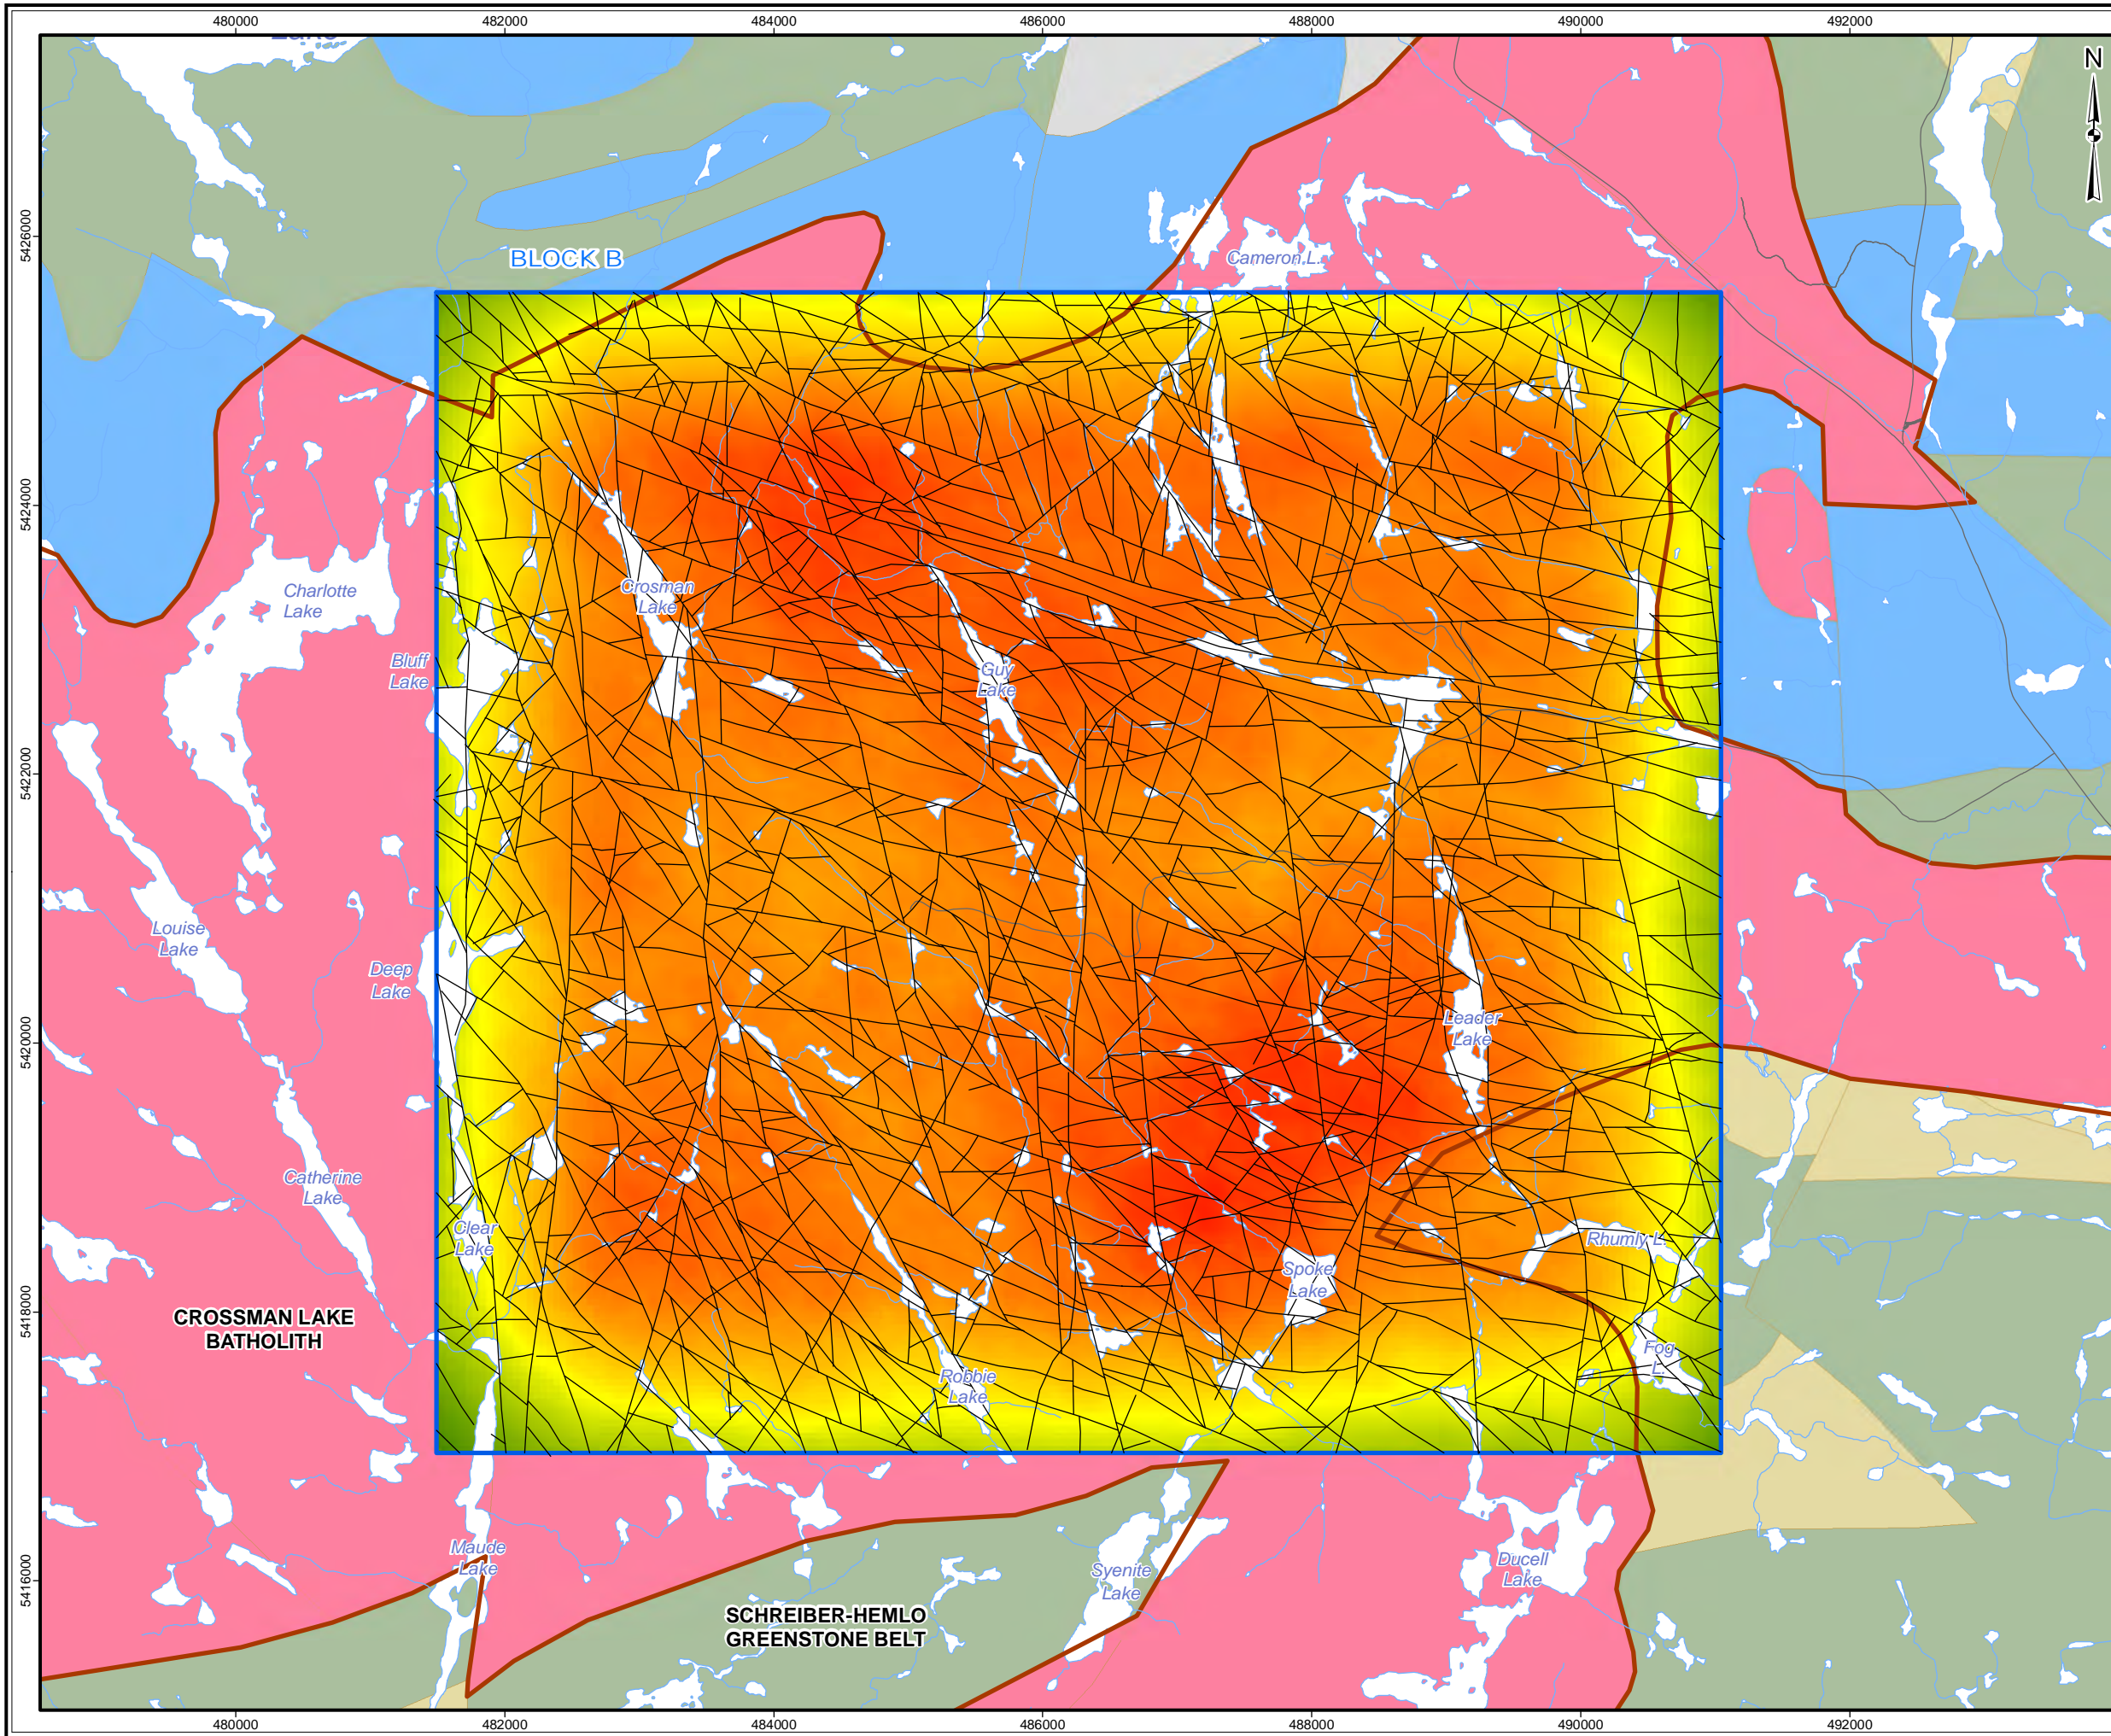 480000 482000 484000 486000 488000 490000 492000
Lake
N
5426000
BLOCK B
Cameron L.
5424000
Charlotte
Lake
Crosman
Lake
Bluff
Lake
Guy
Lake
5422000
Louise
Lake
Deep
Lake
5420000
Leader
Lake
Catherine
Lake
Clear
Lake
Rhumly L.
Spoke
Lake
5418000
CROSSMAN LAKE
BATHOLITH
Fog
L.
Robbie
Lake
Maude
Lake
Syenite
Lake
Ducell
Lake
5416000
SCHREIBER-HEMLO
GREENSTONE BELT
480000 482000 484000 486000 488000 490000 492000